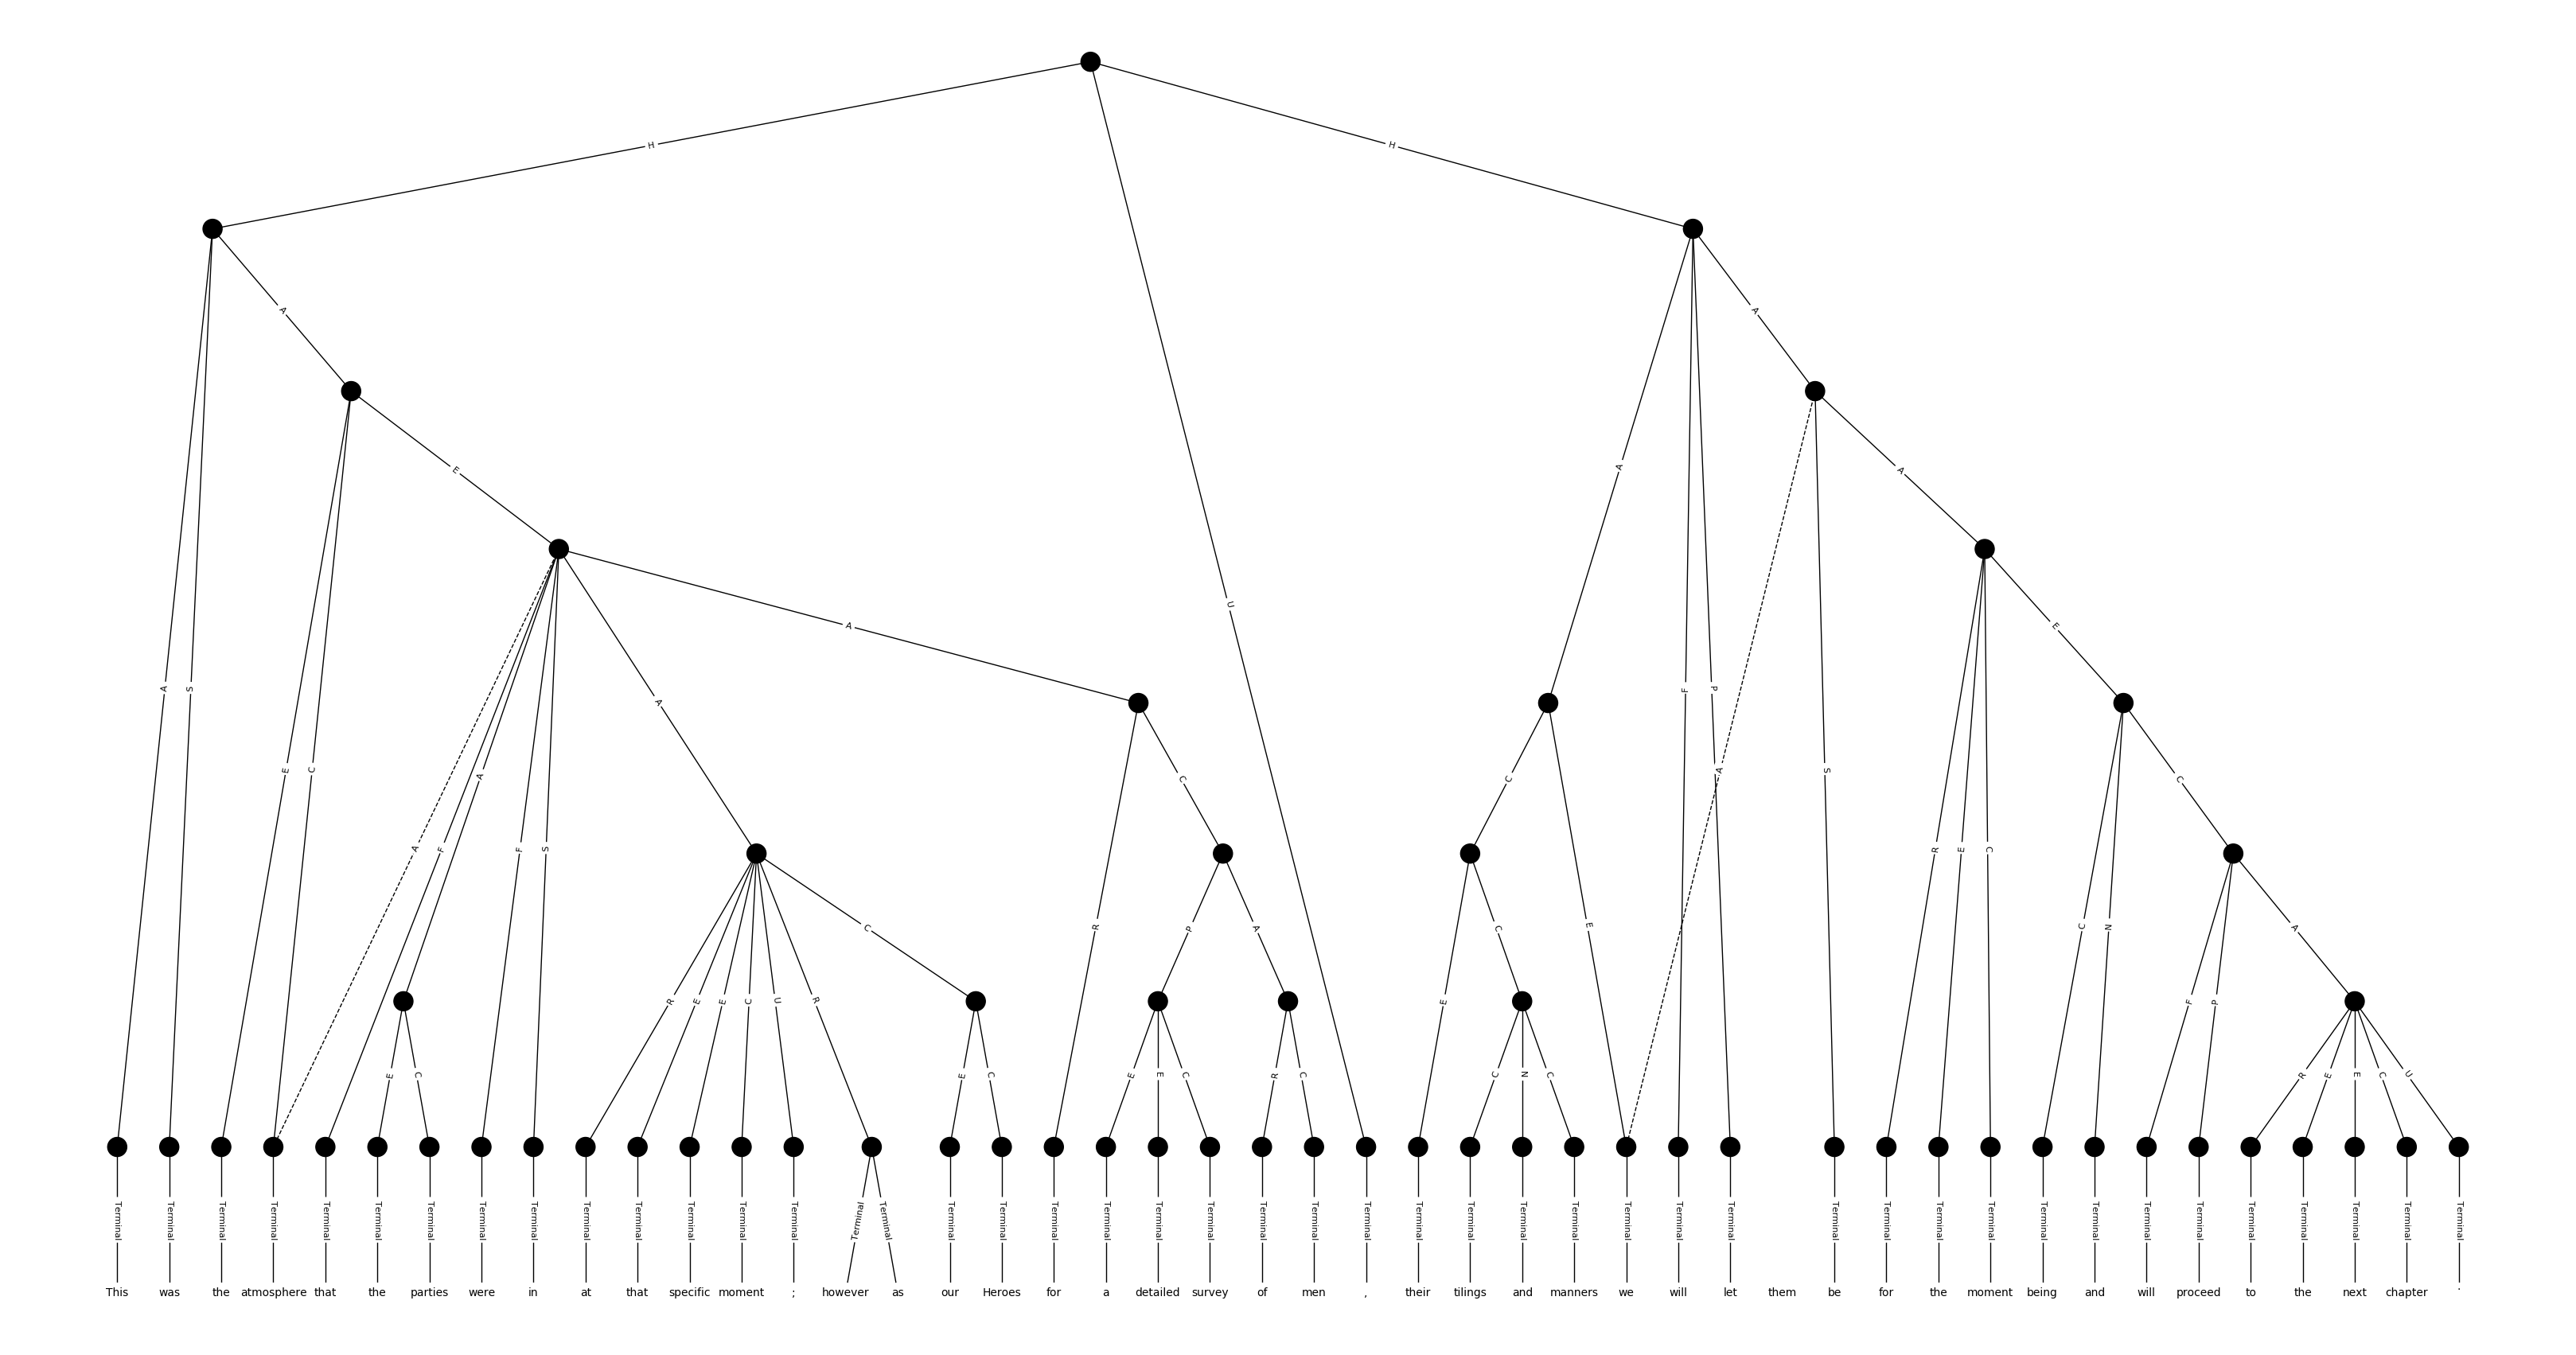 H H
A A
E A A
A A E
U
A S E C A F A F S C C E F P A S R E C C
R E E C U R C R P A E C C N F P A
E C E C E E C R C C N C R E E C U
Terminal Terminal Terminal Terminal Terminal Terminal Terminal Terminal Terminal Terminal Terminal Terminal Terminal Terminal Terminal Terminal Terminal Terminal Terminal Terminal Terminal Terminal Terminal Terminal Terminal Terminal Terminal Terminal Terminal Terminal Terminal Terminal Terminal Terminal Terminal Terminal Terminal Terminal Terminal Terminal Terminal Terminal Terminal Terminal Terminal
This was the atmosphere that the parties were in at that specific moment ; however as our Heroes for a detailed survey of men , their tilings and manners we will let them be for the moment being and will proceed to the next chapter .